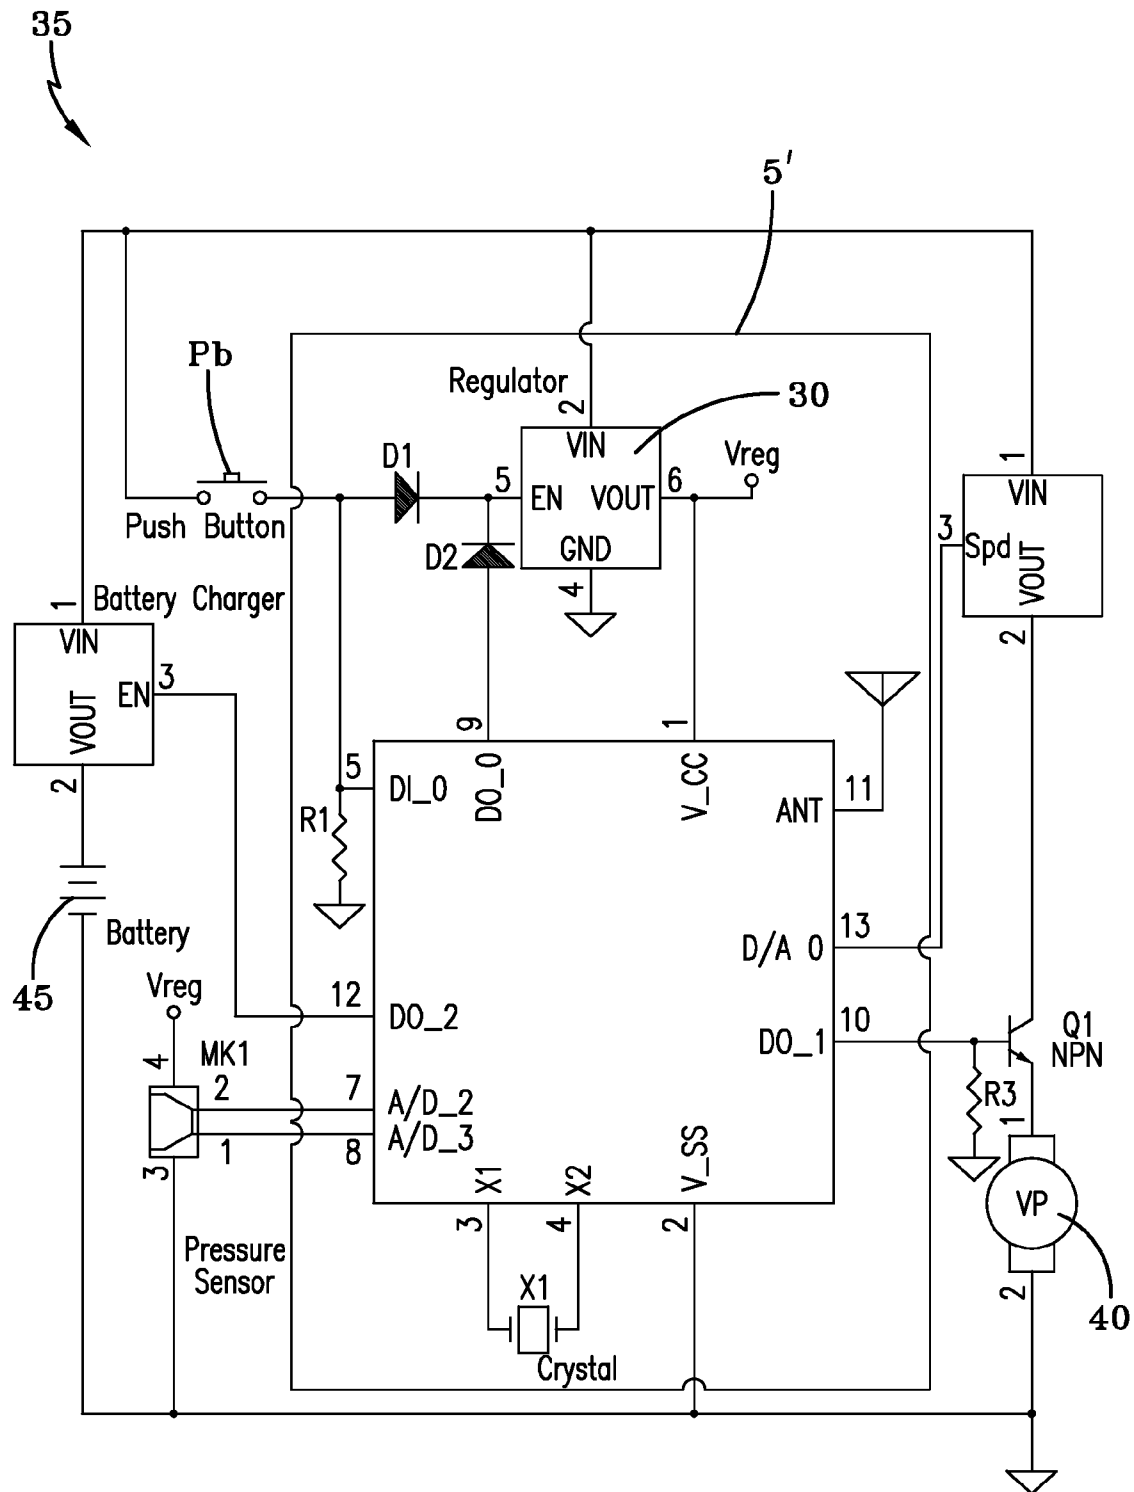 35
5'
Pb
Regulator
2
30
VIN
D1
5
EN
VOUT
6
Vreg
1
VIN
Push Button
D2
GND
4
3
Spd
VOUT
2
1
Battery Charger
VIN
VOUT
EN
3
2
9
1
5
DI_0
DO_0
V_CC
11
ANT
R1
Battery
45
Vreg
13
D/A 0
12
DO_2
10
DO_1
Q1
NPN
4
MK1
2
7
A/D_2
R3
1
1
8
A/D_3
3
X1
X2
V_SS
VP
3
4
2
Pressure
Sensor
X1
Crystal
2
40